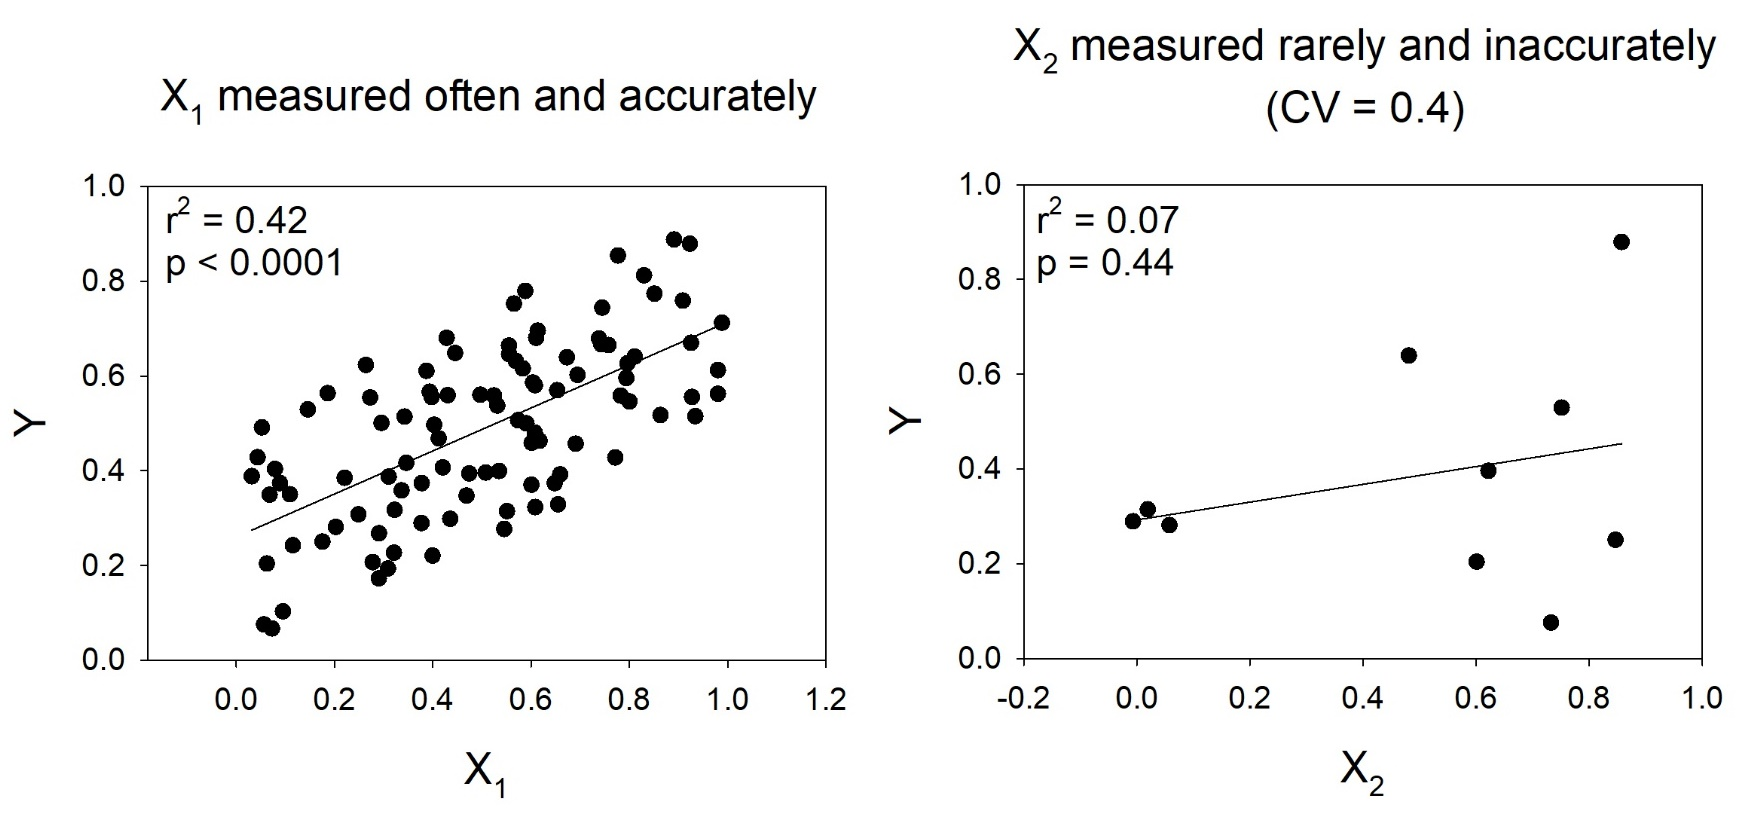 X₁ measured often and accurately
r² = 0.42
p < 0.0001
1.0
0.8
0.6
0.4
0.2
0.0
Y
0.0 0.2 0.4 0.6 0.8 1.0 1.2
X₁
X₂ measured rarely and inaccurately
(CV = 0.4)
r² = 0.07
p = 0.44
1.0
0.8
0.6
0.4
0.2
0.0
Y
-0.2 0.0 0.2 0.4 0.6 0.8 1.0
X₂